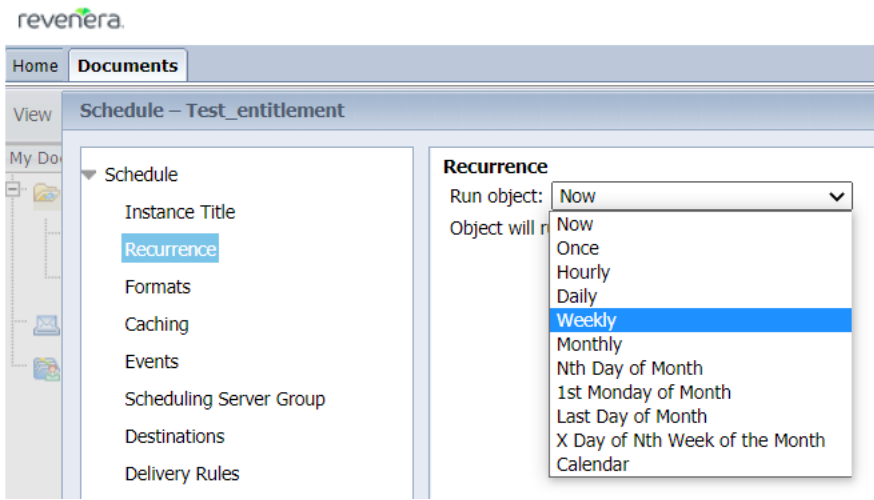 revenera.
Home Documents
View
Schedule – Test_entitlement
My Do
Schedule
Instance Title
Recurrence
Formats
Caching
Events
Scheduling Server Group
Destinations
Delivery Rules
Recurrence
Run object: Now
Object will r
Now
Once
Hourly
Daily
Weekly
Monthly
Nth Day of Month
1st Monday of Month
Last Day of Month
X Day of Nth Week of the Month
Calendar